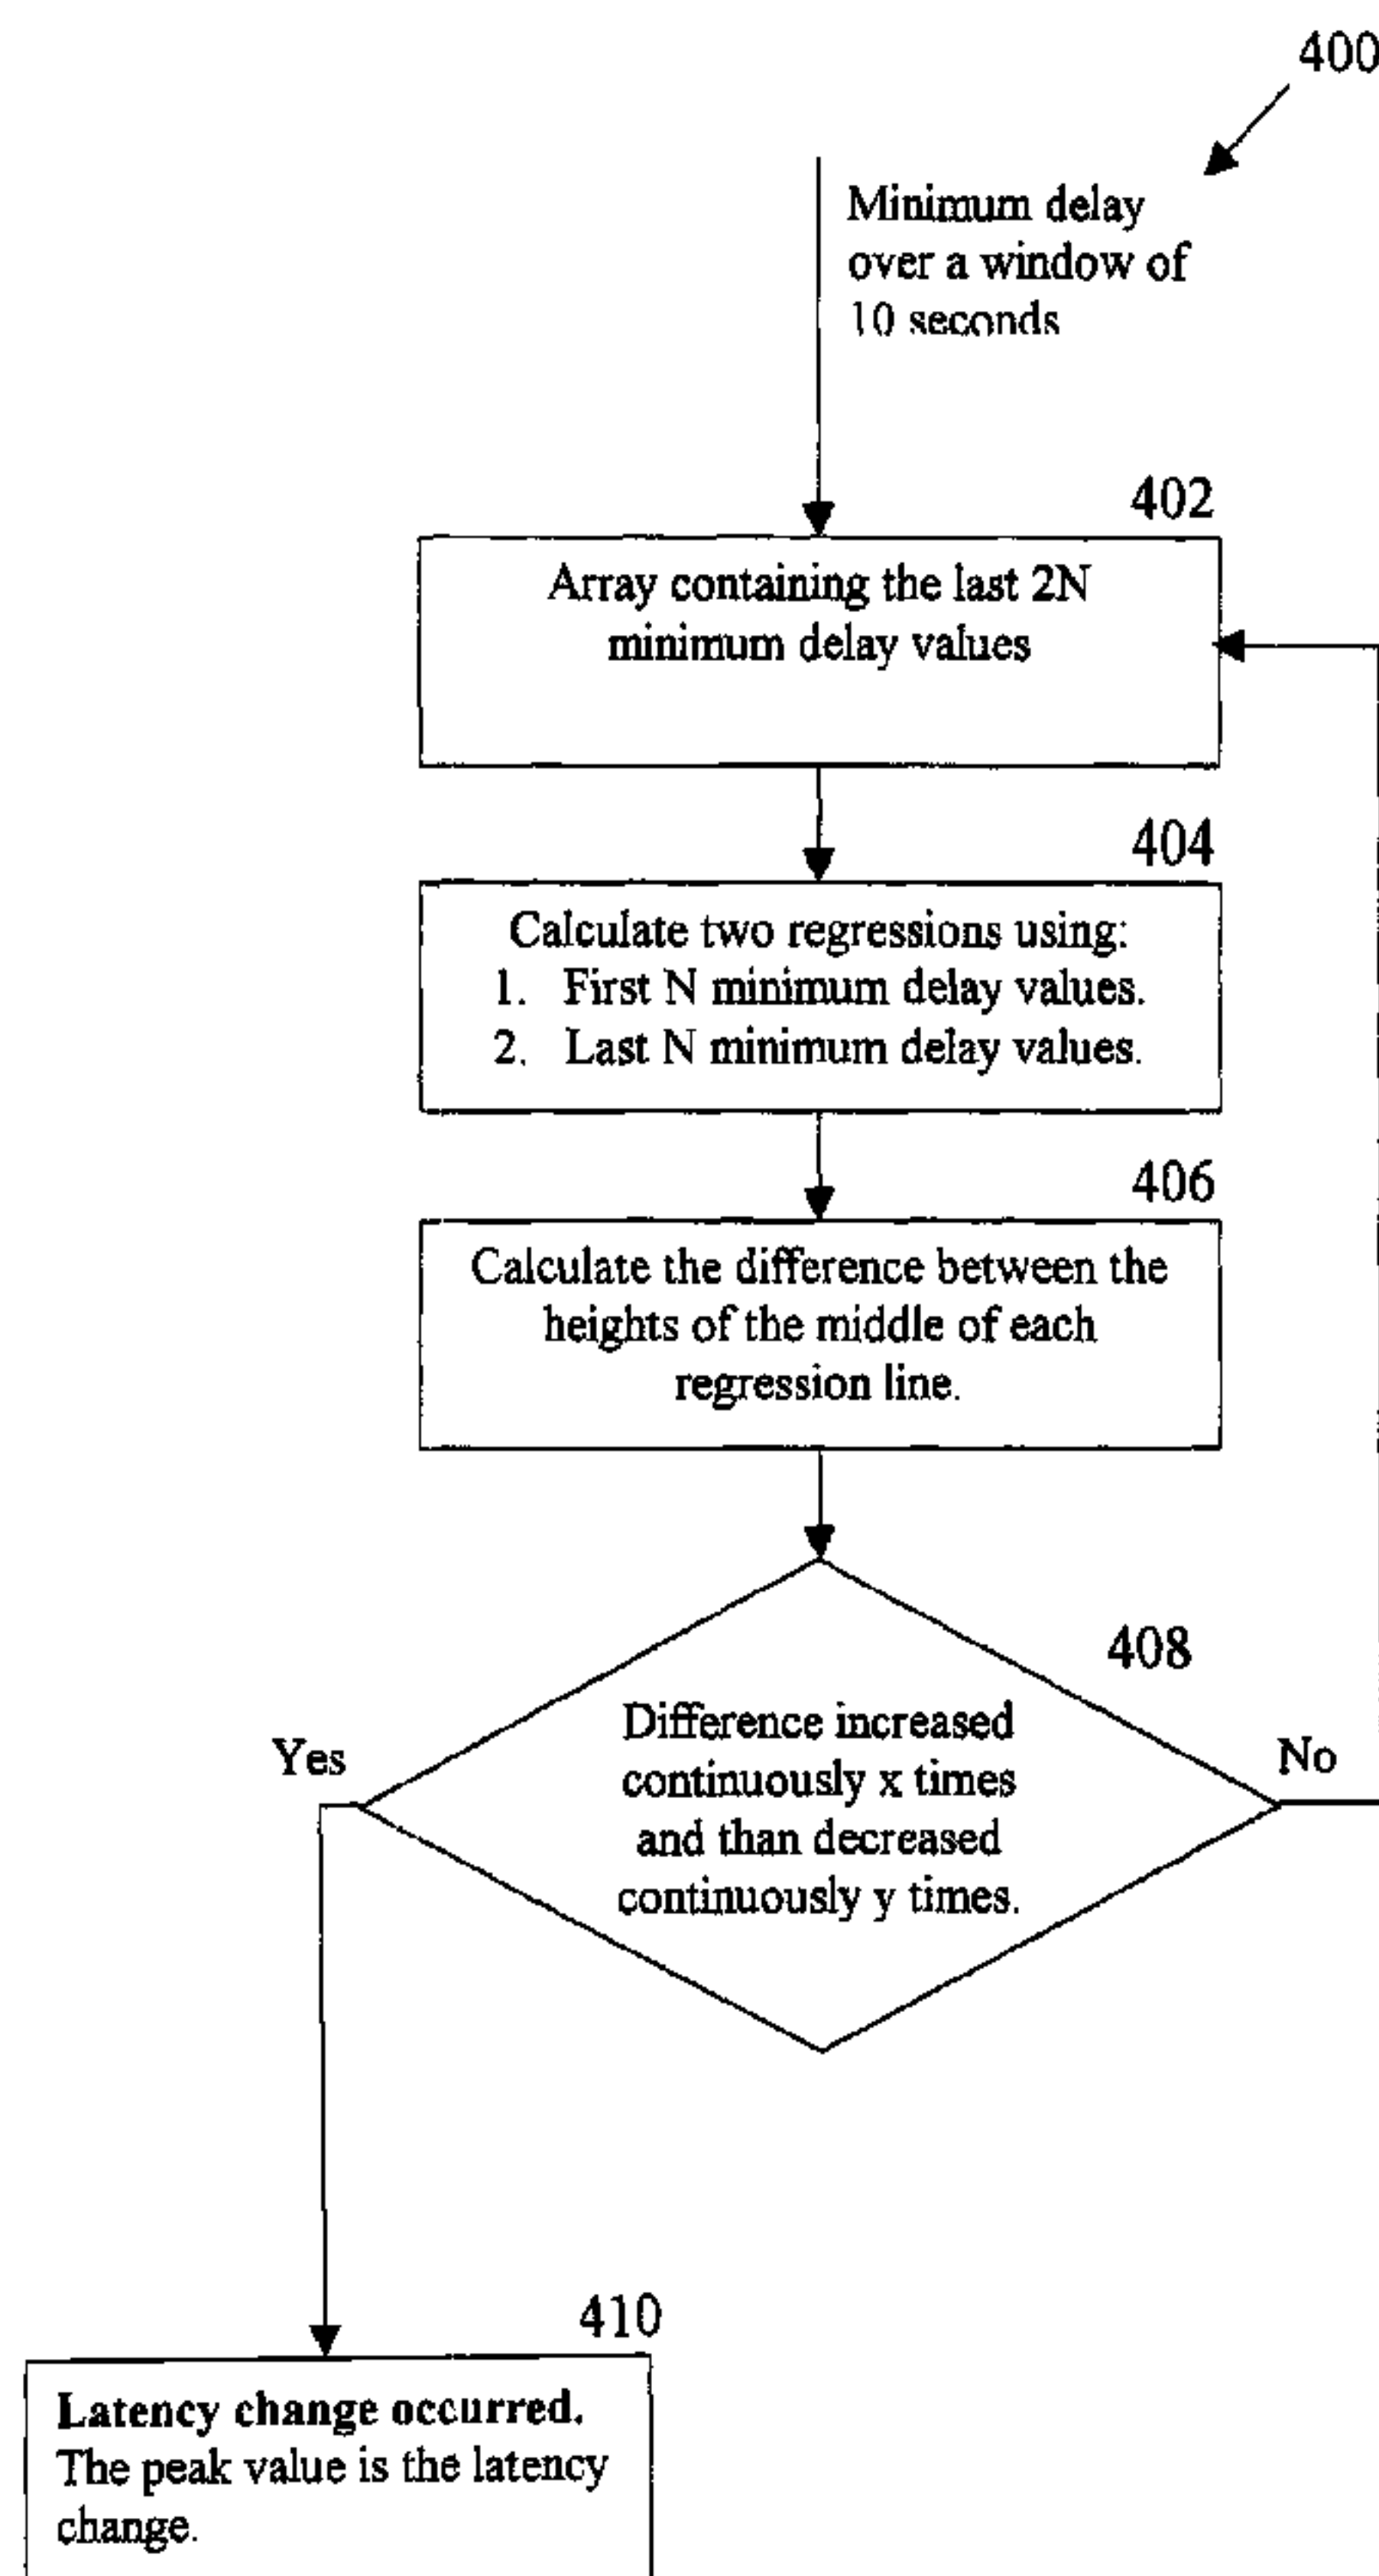 400
Minimum delay
over a window of
10 seconds
402
Array containing the last 2N
minimum delay values
404
Calculate two regressions using:
1. First N minimum delay values.
2. Last N minimum delay values.
406
Calculate the difference between the
heights of the middle of each
regression line.
408
Difference increased
continuously x times
and than decreased
continuously y times.
Yes
No
410
Latency change occurred.
The peak value is the latency
change.